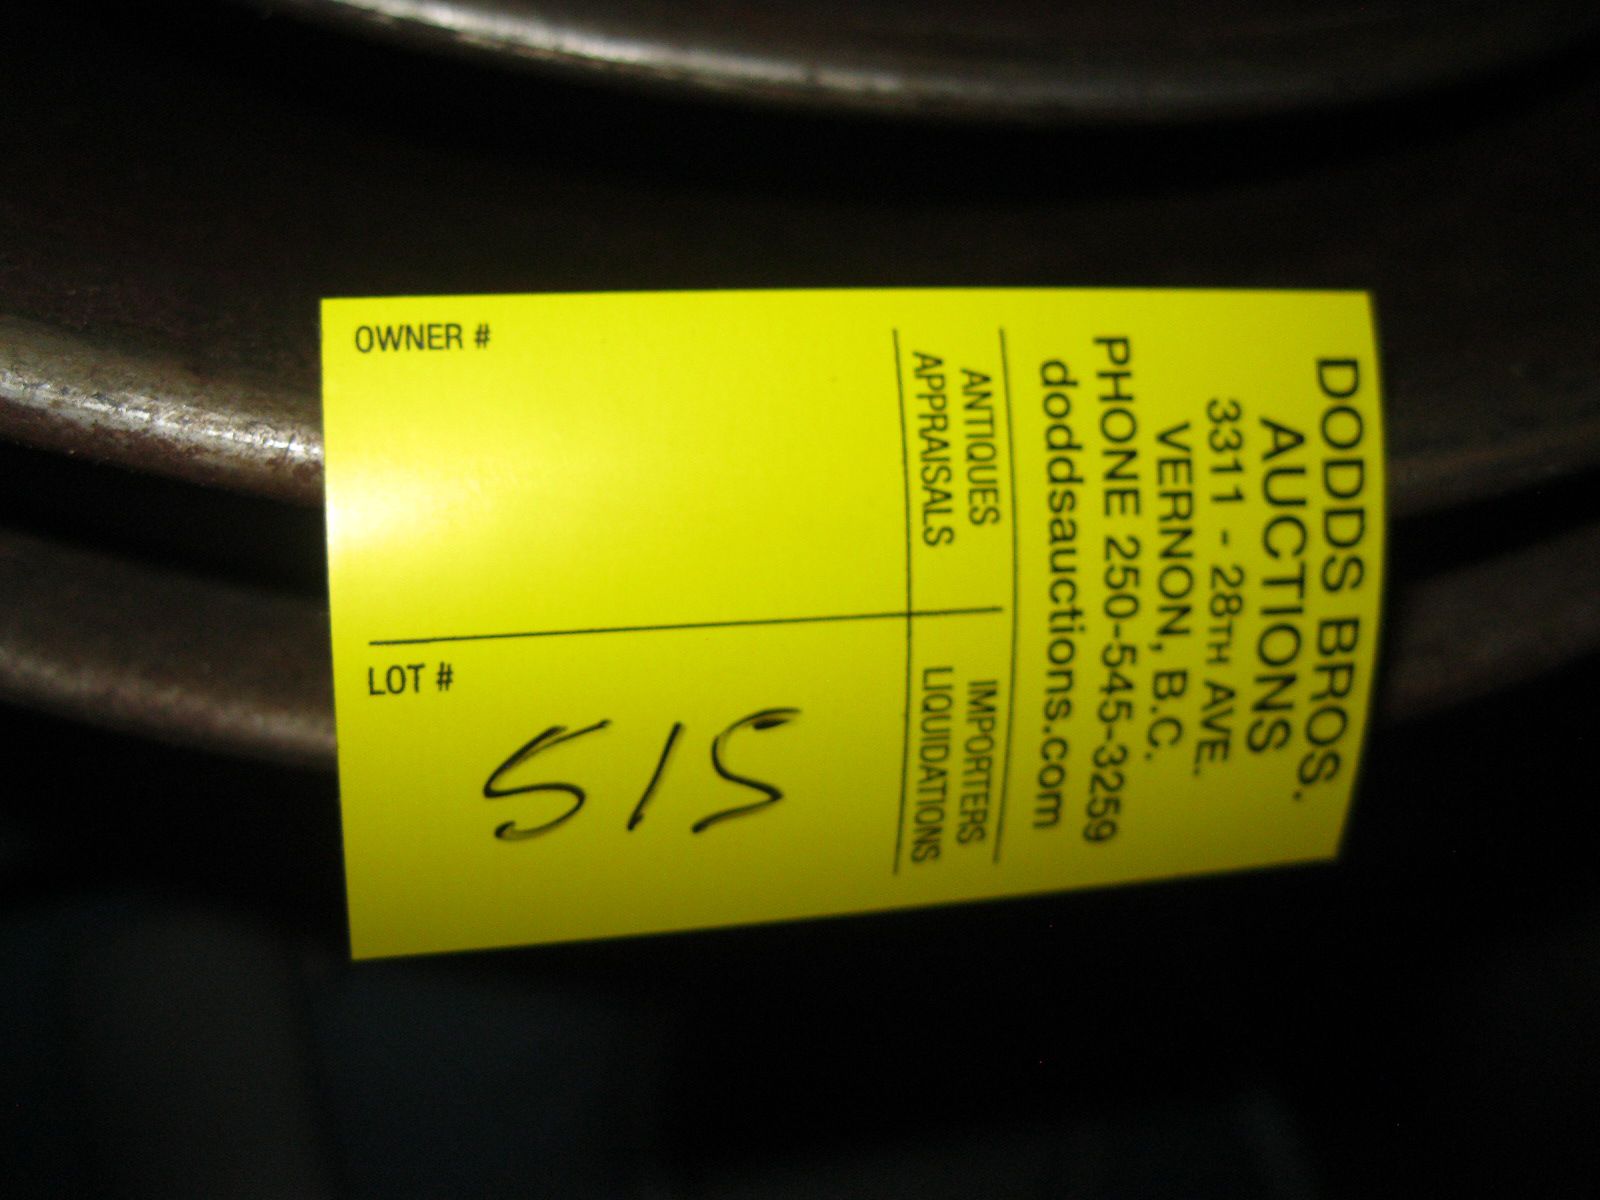 DODDS BROS.
AUCTIONS
3311 - 28TH AVE.
VERNON, B.C.
PHONE 250-545-3259
doddsauctions.com
ANTIQUES
APPRAISALS
IMPORTERS
LIQUIDATIONS
OWNER #
LOT #
515